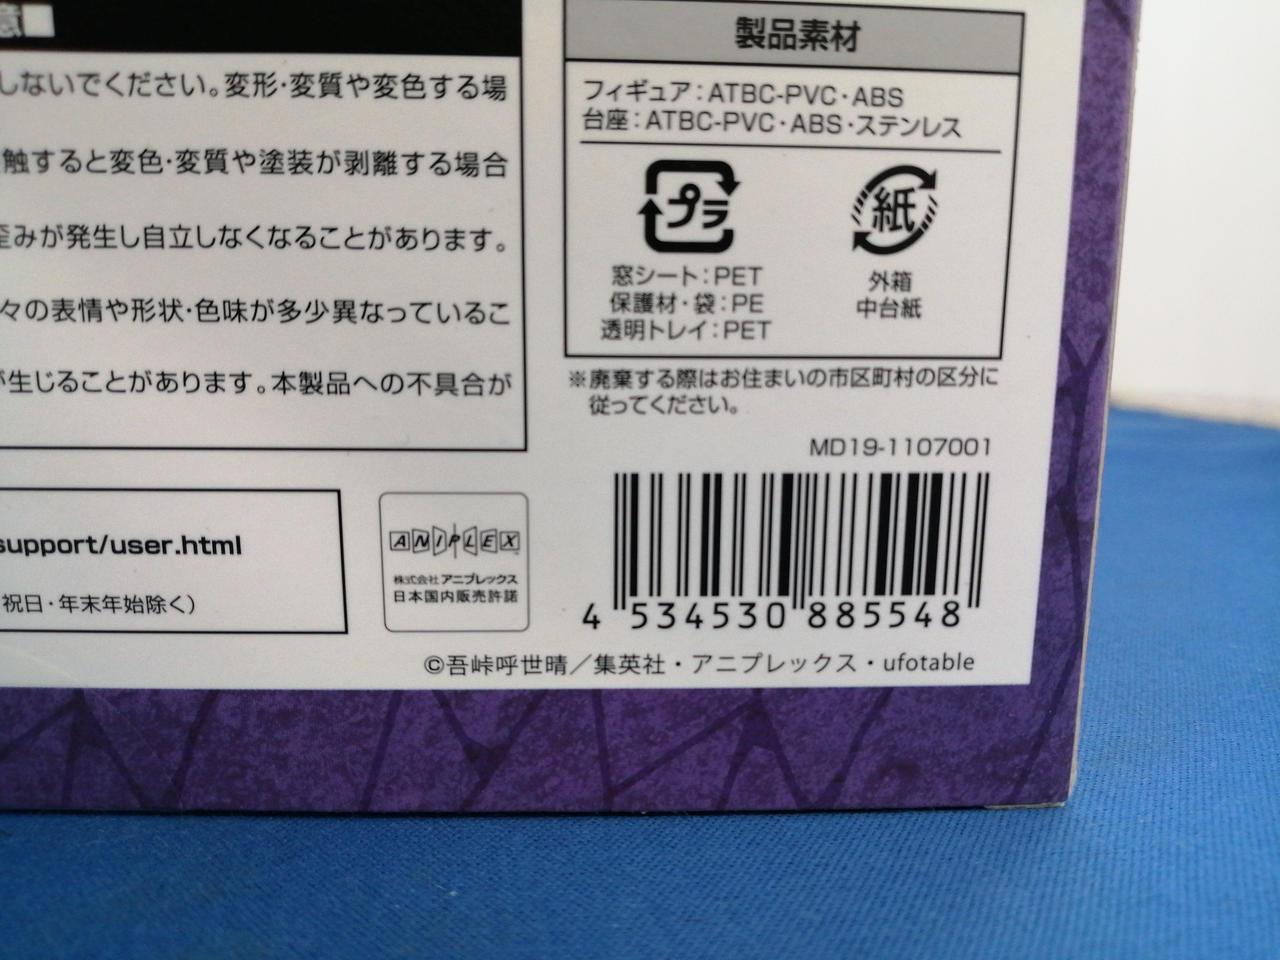 意
しないでください。変形・変質や変色する場
触すると変色・変質や塗装が剥離する場合
歪みが発生し自立しなくなることがあります。
々の表情や形状・色味が多少異なっているこ
が生じることがあります。本製品への不具合が
support/user.html
祝日・年末年始除く)
ANIPLEX
株式会社アニプレックス
日本国内販売許諾
製品素材
フィギュア：ATBC-PVC・ABS
台座：ATBC-PVC・ABS・ステンレス
プラ
窓シート：PET
保護材・袋：PE
透明トレイ：PET
紙
外箱
中台紙
※廃棄する際はお住まいの市区町村の区分に
従ってください。
MD19-1107001
4 534530 885548
©吾峠呼世晴／集英社・アニプレックス・ufotable